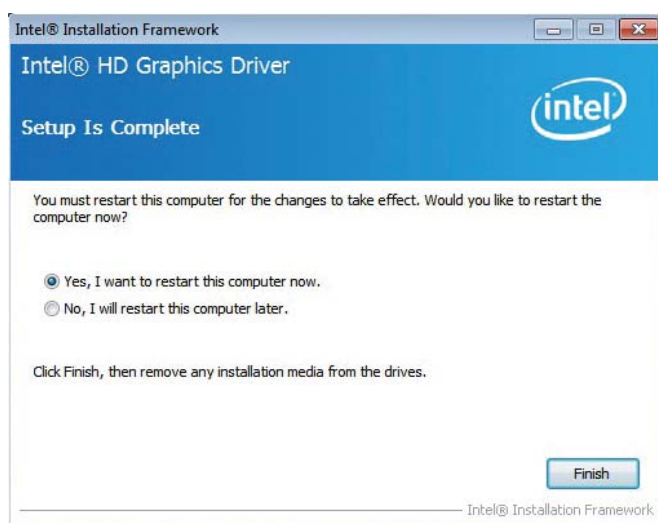 Intel® Installation Framework
Intel® HD Graphics Driver
intel
Setup Is Complete
You must restart this computer for the changes to take effect. Would you like to restart the
computer now?
Yes, I want to restart this computer now.
No, I will restart this computer later.
Click Finish, then remove any installation media from the drives.
Finish
Intel® Installation Framework